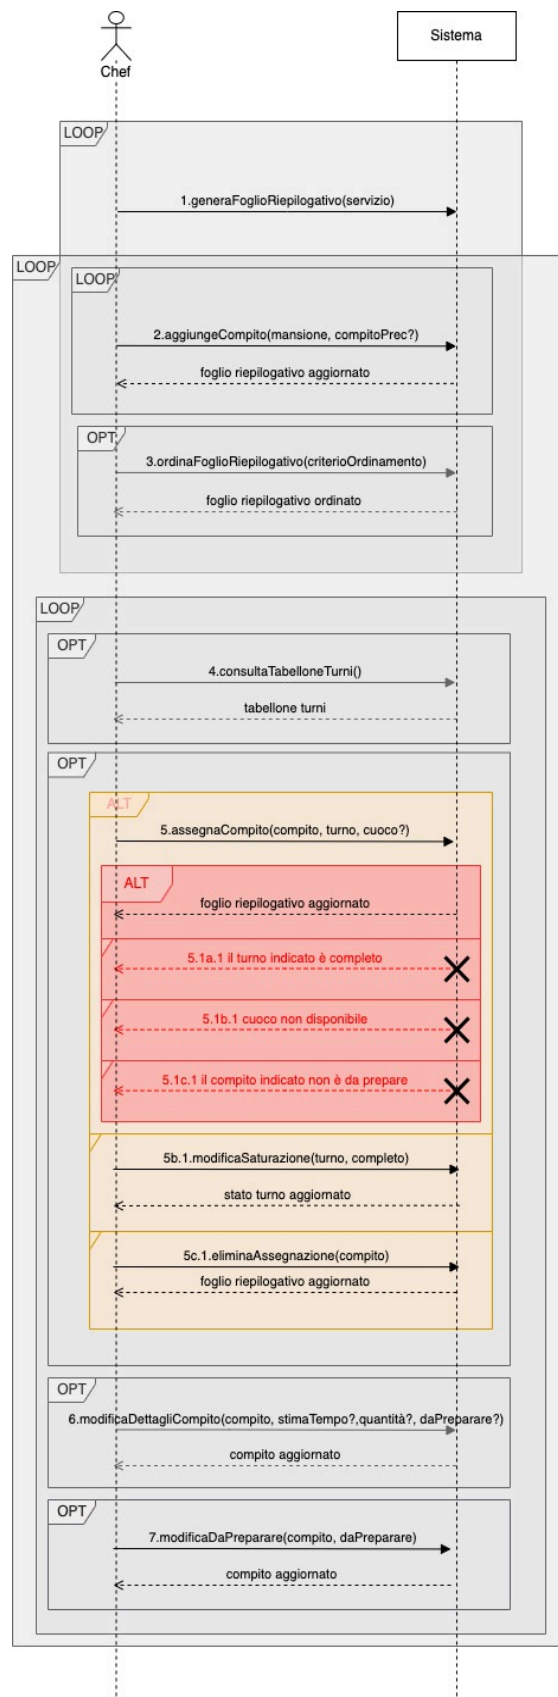 Sistema
Chef
LOOP
1.generaFoglioRiepilogativo(servizio)
LOOP
LOOP
2.aggiungeCompito(mansione, compitoPrec?)
foglio riepilogativo aggiornato
OPT
3.ordinaFoglioRiepilogativo(criterioOrdinamento)
foglio riepilogativo ordinato
LOOP
OPT
4.consultaTabelloneTurni()
tabellone turni
OPT
ALT
5.assegnaCompito(compito, turno, cuoco?)
ALT
foglio riepilogativo aggiornato
5.1a.1 il turno indicato è completo
5.1b.1 cuoco non disponibile
5.1c.1 il compito indicato non è da prepare
5b.1.modificaSaturazione(turno, completo)
stato turno aggiornato
5c.1.eliminaAssegnazione(compito)
foglio riepilogativo aggiornato
OPT
6.modificaDettagliCompito(compito, stimaTempo?,quantità?, daPreparare?)
compito aggiornato
OPT
7.modificaDaPreparare(compito, daPreparare)
compito aggiornato